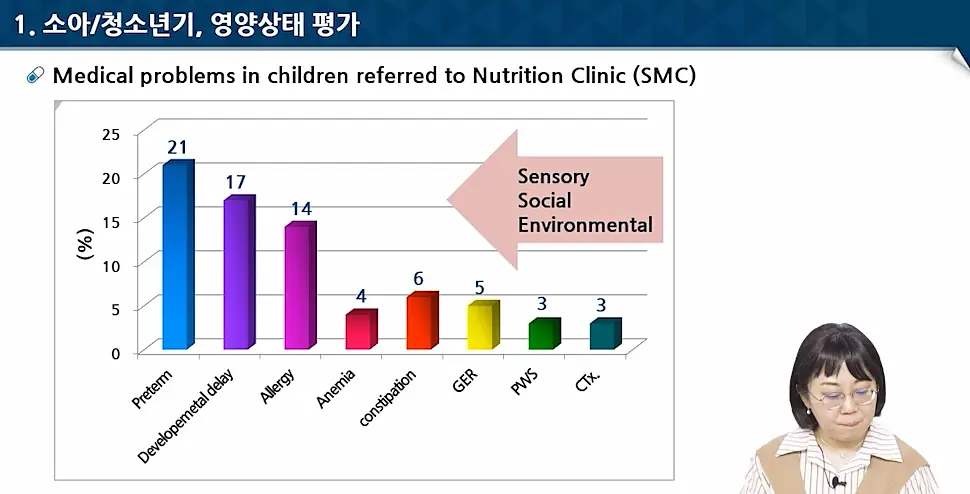 1. 소아/청소년기, 영양상태 평가
Medical problems in children referred to Nutrition Clinic (SMC)
25
20
15
10
5
0
(%)
21
17
14
4
6
5
3
3
Sensory
Social
Environmental
Preterm
Developemetal delay
Allergy
Anemia
constipation
GER
PWS
CTx.